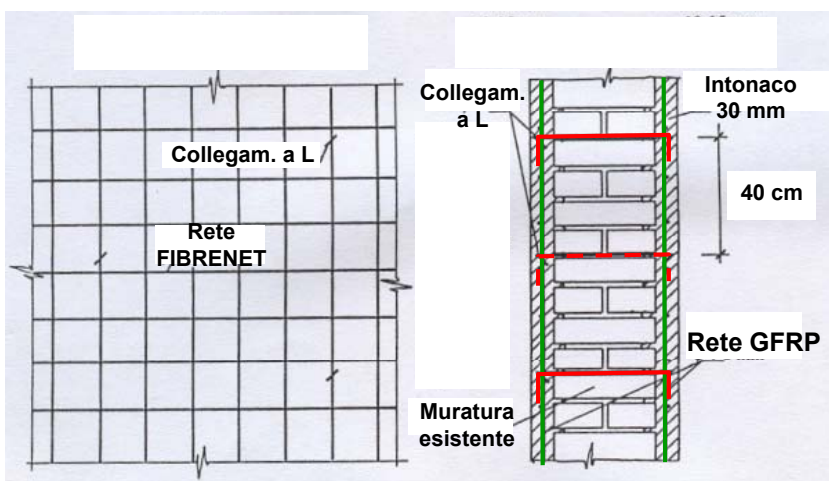 Collegam. a L
Rete
FIBRENET
Collegam.
a L
Intonaco
30 mm
40 cm
Rete GFRP
Muratura
esistente